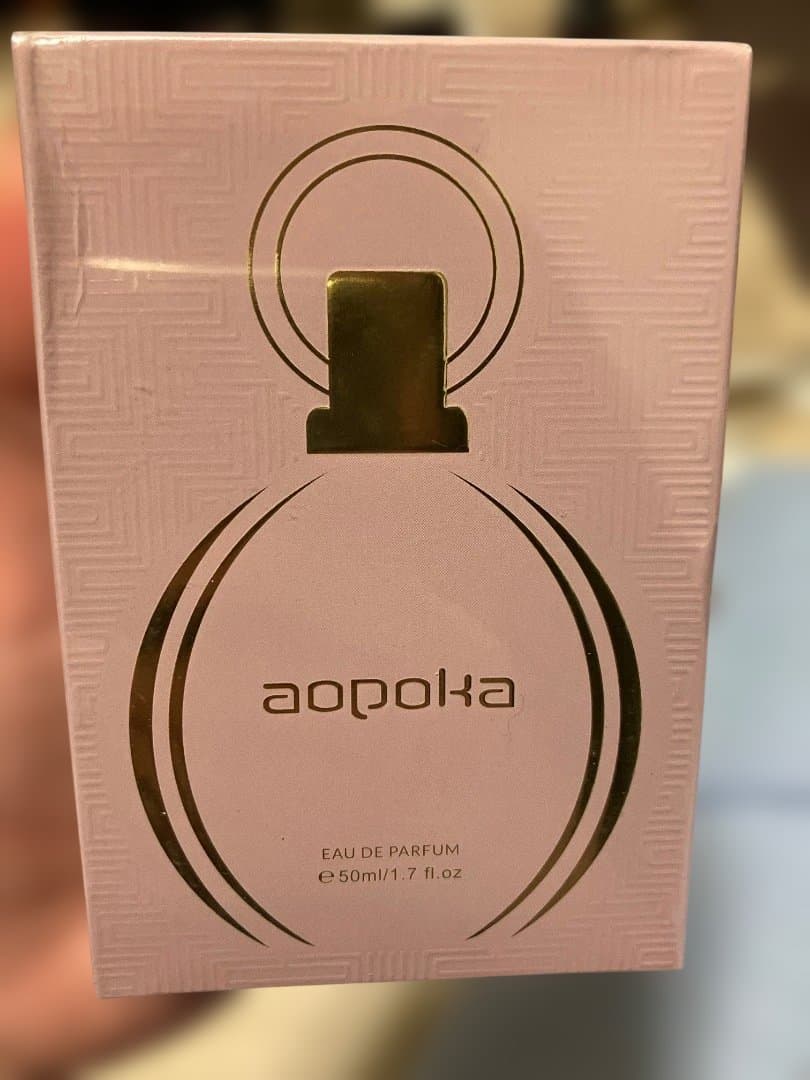 aopoka
EAU DE PARFUM
℮50ml/1.7 fl.oz